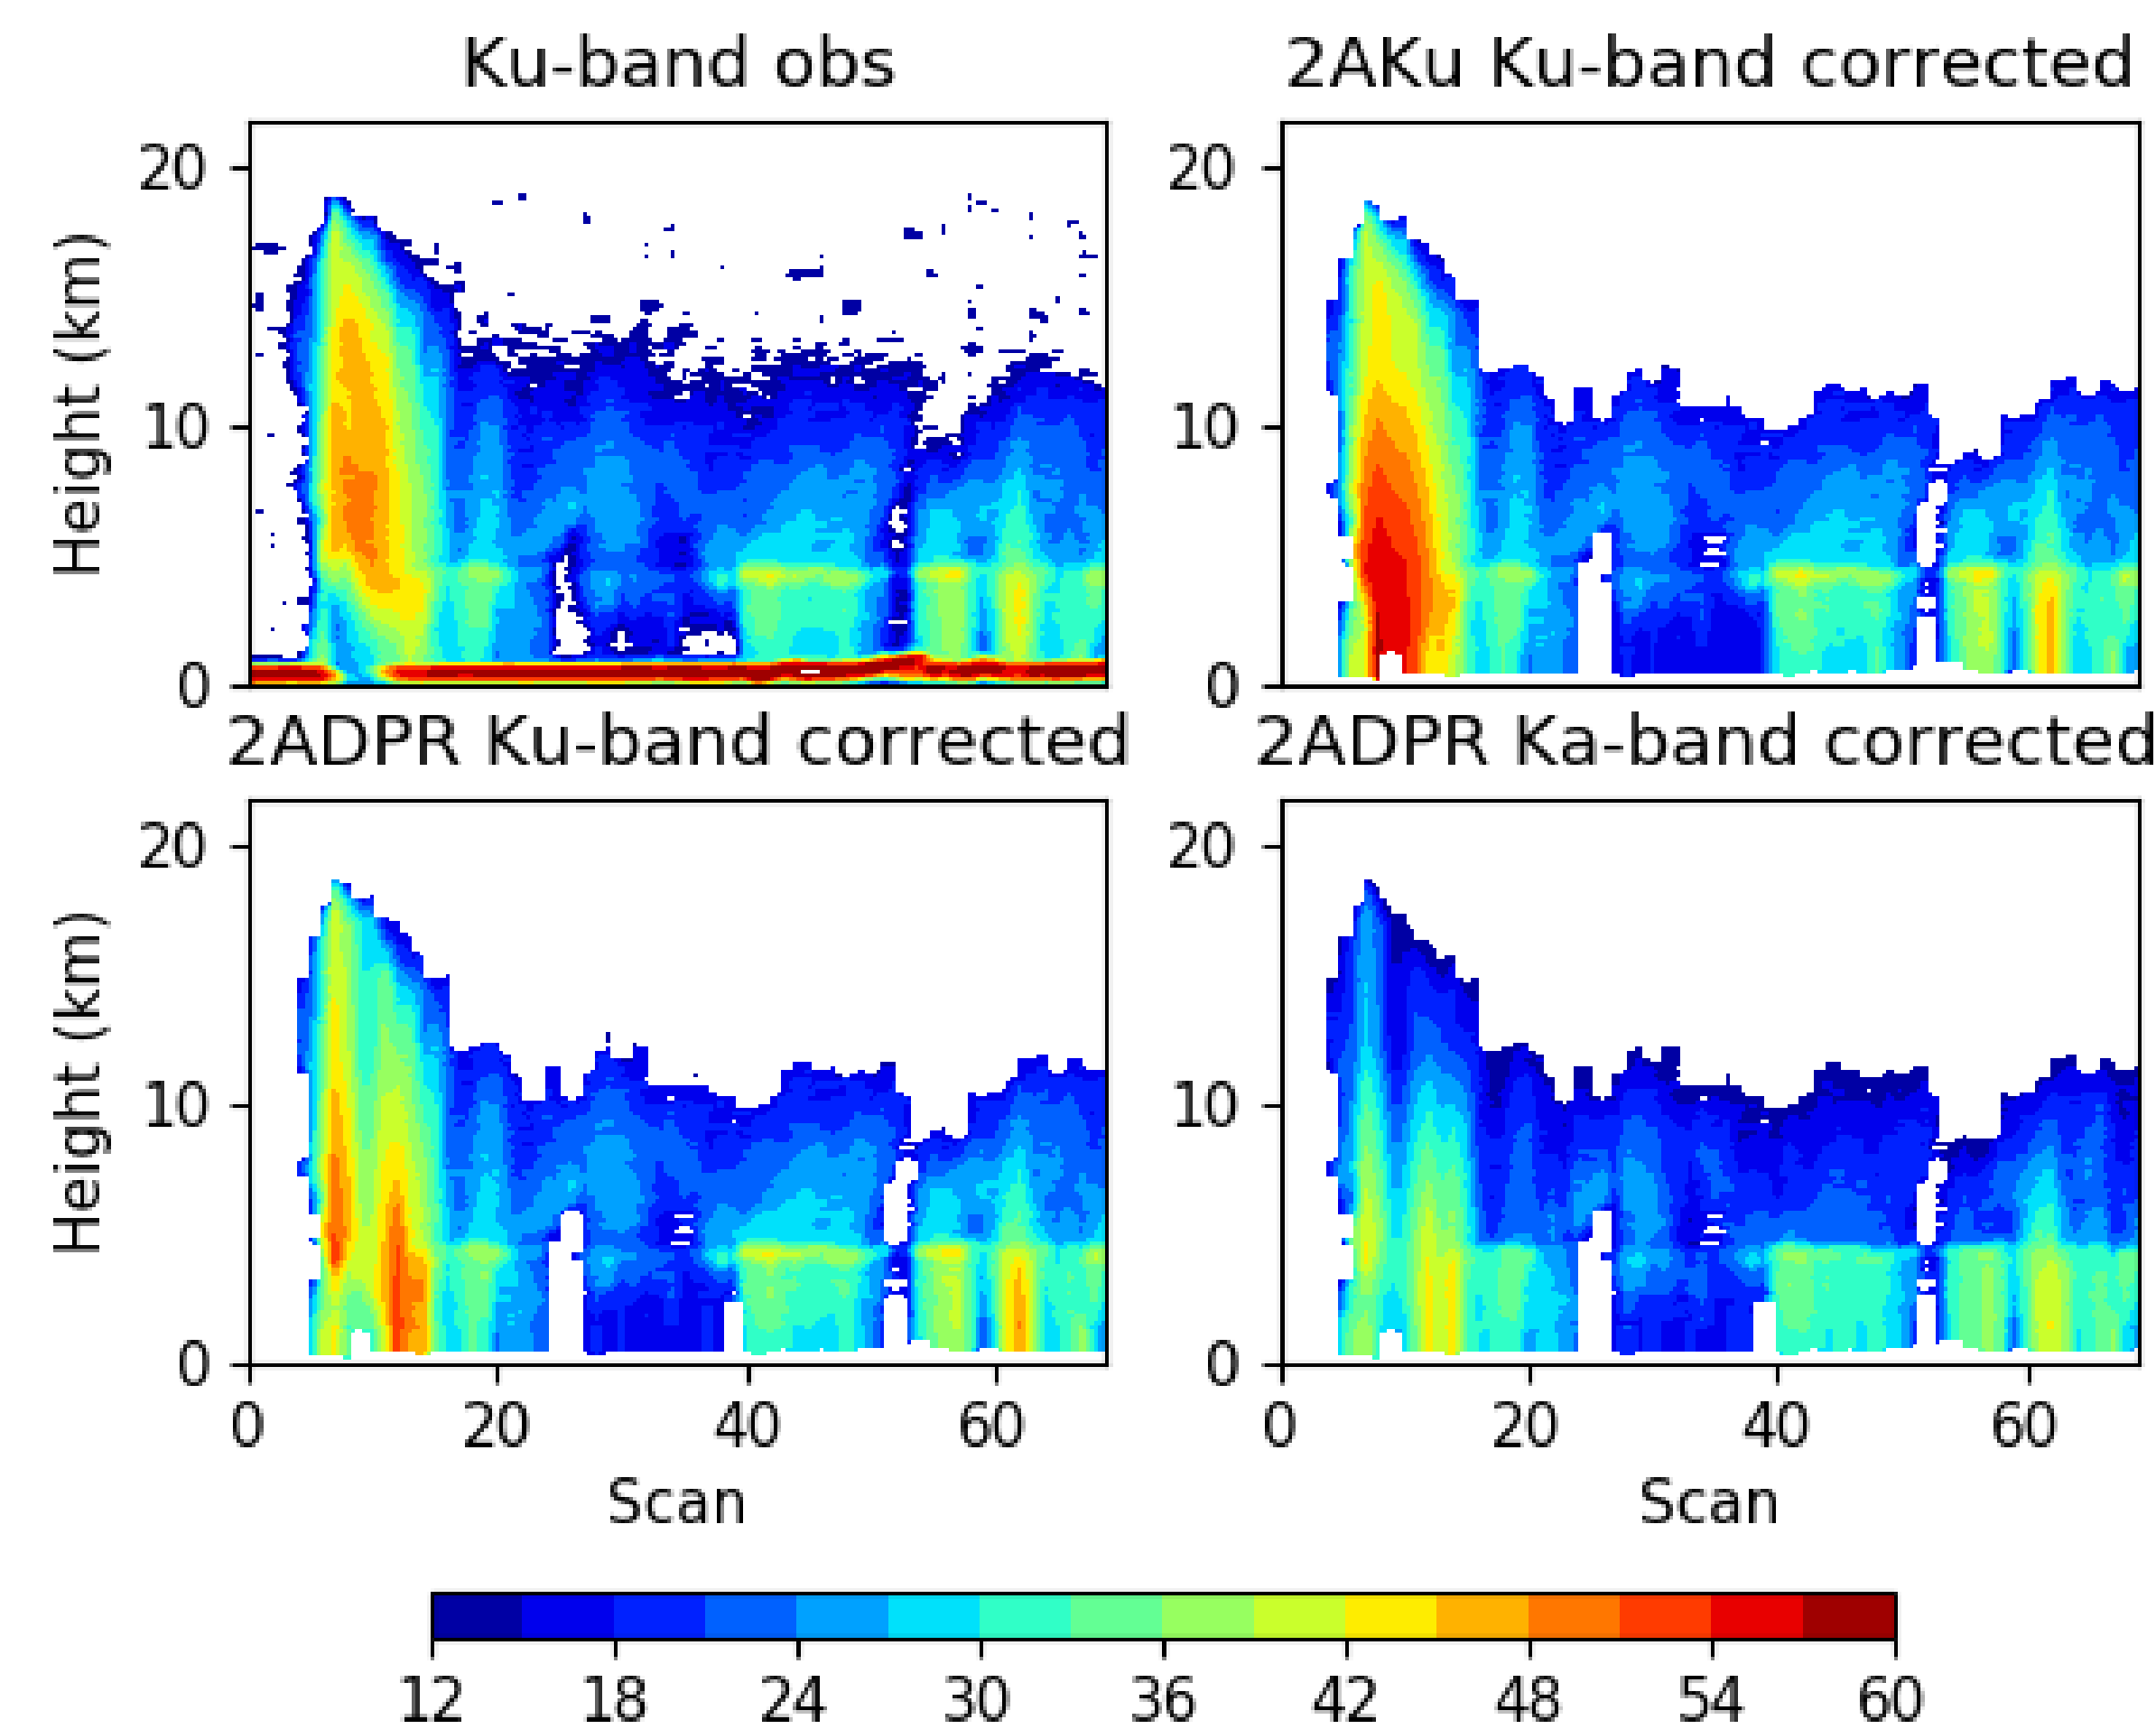 Ku-band obs
2AKu Ku-band corrected
20
10
0
Height (km)
20
10
0
2ADPR Ku-band corrected
2ADPR Ka-band corrected
20
10
0
Height (km)
20
10
0
0 20 40 60
Scan
0 20 40 60
Scan
12 18 24 30 36 42 48 54 60